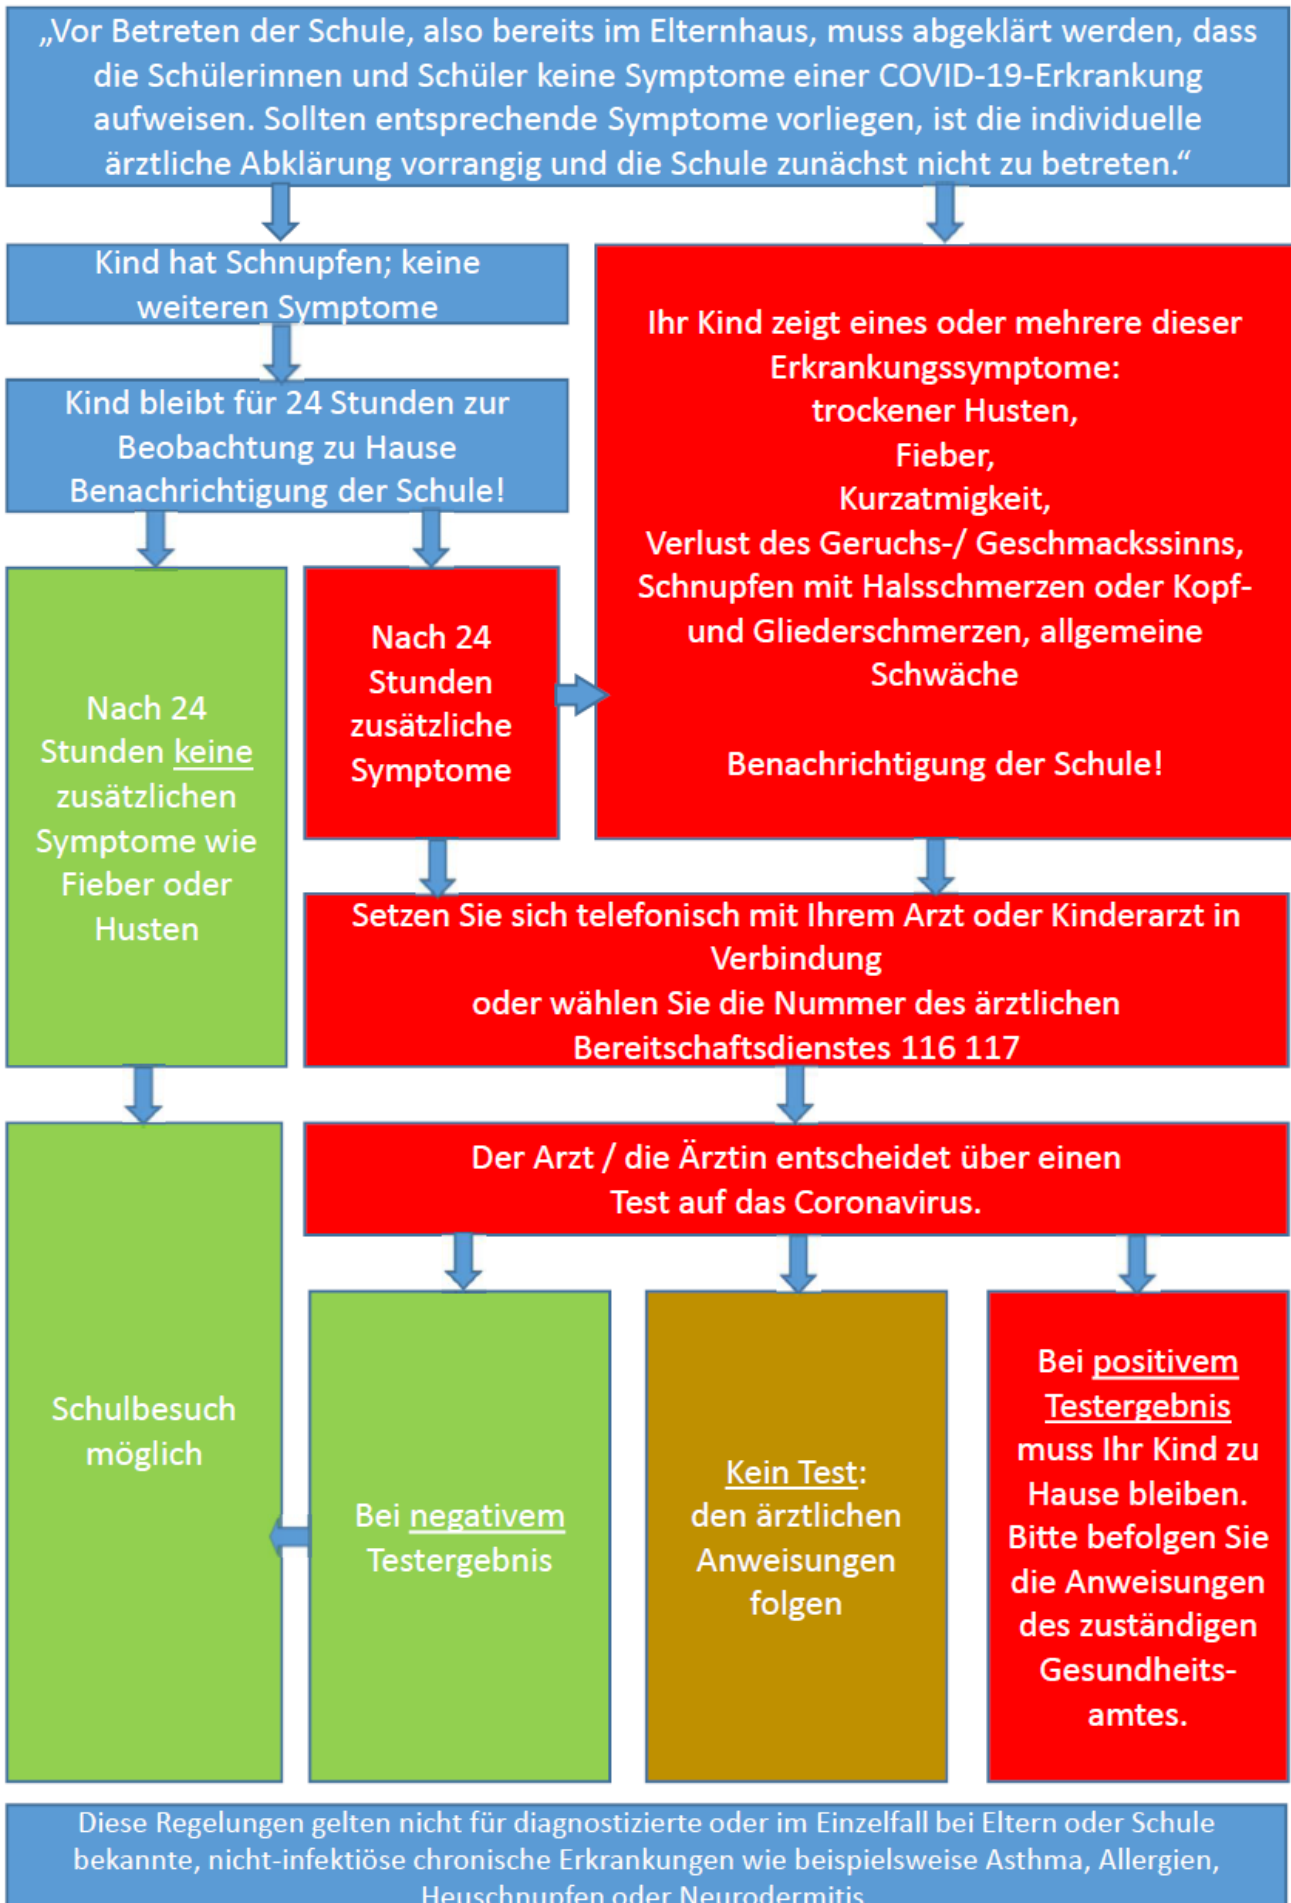 „Vor Betreten der Schule, also bereits im Elternhaus, muss abgeklärt werden, dass
die Schülerinnen und Schüler keine Symptome einer COVID-19-Erkrankung
aufweisen. Sollten entsprechende Symptome vorliegen, ist die individuelle
ärztliche Abklärung vorrangig und die Schule zunächst nicht zu betreten.“
Kind hat Schnupfen; keine
weiteren Symptome
Kind bleibt für 24 Stunden zur
Beobachtung zu Hause
Benachrichtigung der Schule!
Ihr Kind zeigt eines oder mehrere dieser
Erkrankungssymptome:
trockener Husten,
Fieber,
Kurzatmigkeit,
Verlust des Geruchs-/ Geschmackssinns,
Schnupfen mit Halsschmerzen oder Kopf-
und Gliederschmerzen, allgemeine
Schwäche
Benachrichtigung der Schule!
Nach 24
Stunden keine
zusätzlichen
Symptome wie
Fieber oder
Husten
Nach 24
Stunden
zusätzliche
Symptome
Setzen Sie sich telefonisch mit Ihrem Arzt oder Kinderarzt in
Verbindung
oder wählen Sie die Nummer des ärztlichen
Bereitschaftsdienstes 116 117
Der Arzt / die Ärztin entscheidet über einen
Test auf das Coronavirus.
Schulbesuch
möglich
Bei negativem
Testergebnis
Kein Test:
den ärztlichen
Anweisungen
folgen
Bei positivem
Testergebnis
muss Ihr Kind zu
Hause bleiben.
Bitte befolgen Sie
die Anweisungen
des zuständigen
Gesundheits-
amtes.
Diese Regelungen gelten nicht für diagnostizierte oder im Einzelfall bei Eltern oder Schule
bekannte, nicht-infektiöse chronische Erkrankungen wie beispielsweise Asthma, Allergien,
Heuschnupfen oder Neurodermitis